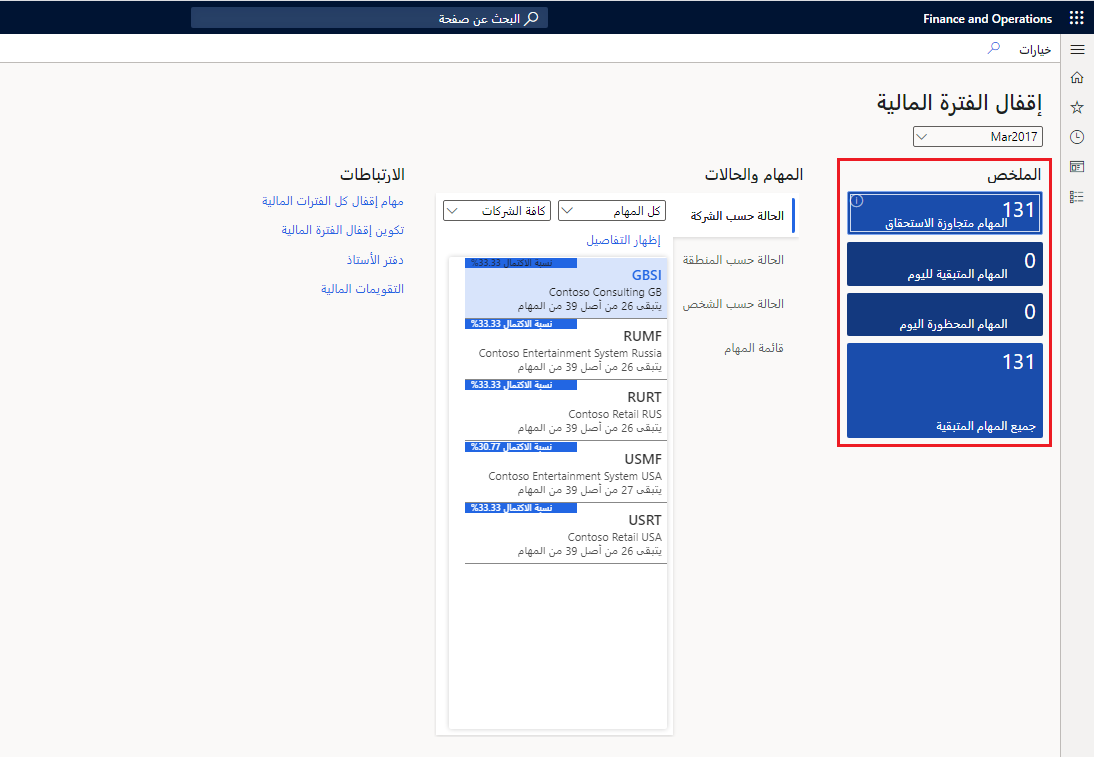 Finance and Operations
البحث عن صفحة
خيارات
إقفال الفترة المالية
Mar2017
الملخص
131
المهام متجاوزة الاستحقاق
0
المهام المتبقية لليوم
0
المهام المحظورة اليوم
131
جميع المهام المتبقية
المهام والحالات
الحالة حسب الشركة
الحالة حسب المنطقة
الحالة حسب الشخص
قائمة المهام
كل المهام
كافة الشركات
إظهار التفاصيل
نسبة الاكتمال 33.33%
GBSI
Contoso Consulting GB
يتبقى 26 من أصل 39 من المهام
نسبة الاكتمال 33.33%
RUMF
Contoso Entertainment System Russia
يتبقى 26 من أصل 39 من المهام
نسبة الاكتمال 33.33%
RURT
Contoso Retail RUS
يتبقى 26 من أصل 39 من المهام
نسبة الاكتمال 30.77%
USMF
Contoso Entertainment System USA
يتبقى 27 من أصل 39 من المهام
نسبة الاكتمال 33.33%
USRT
Contoso Retail USA
يتبقى 26 من أصل 39 من المهام
الارتباطات
مهام إقفال كل الفترات المالية
تكوين إقفال الفترة المالية
دفتر الأستاذ
التقويمات المالية